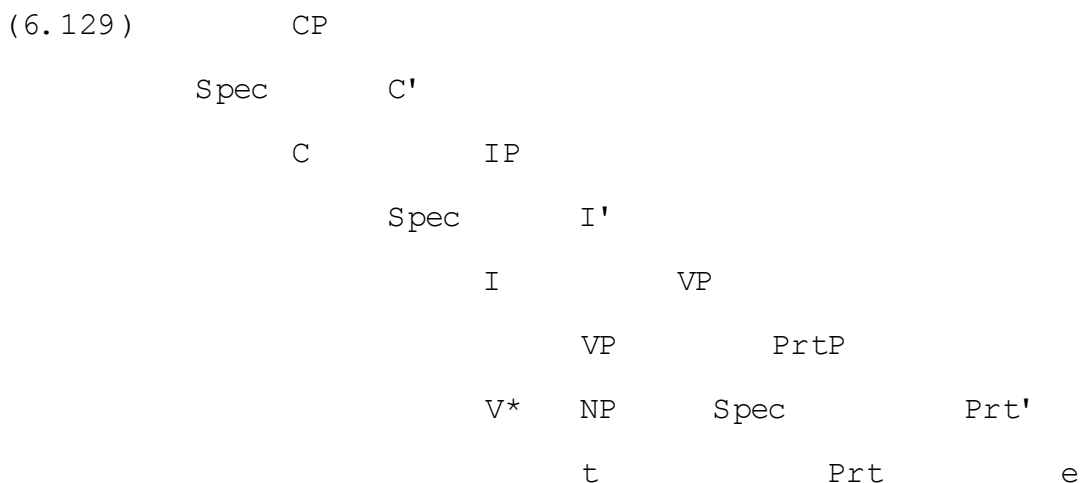 (6.129) CP
Spec C'
C IP
Spec I'
I VP
VP PrtP
V* NP Spec Prt'
t Prt e